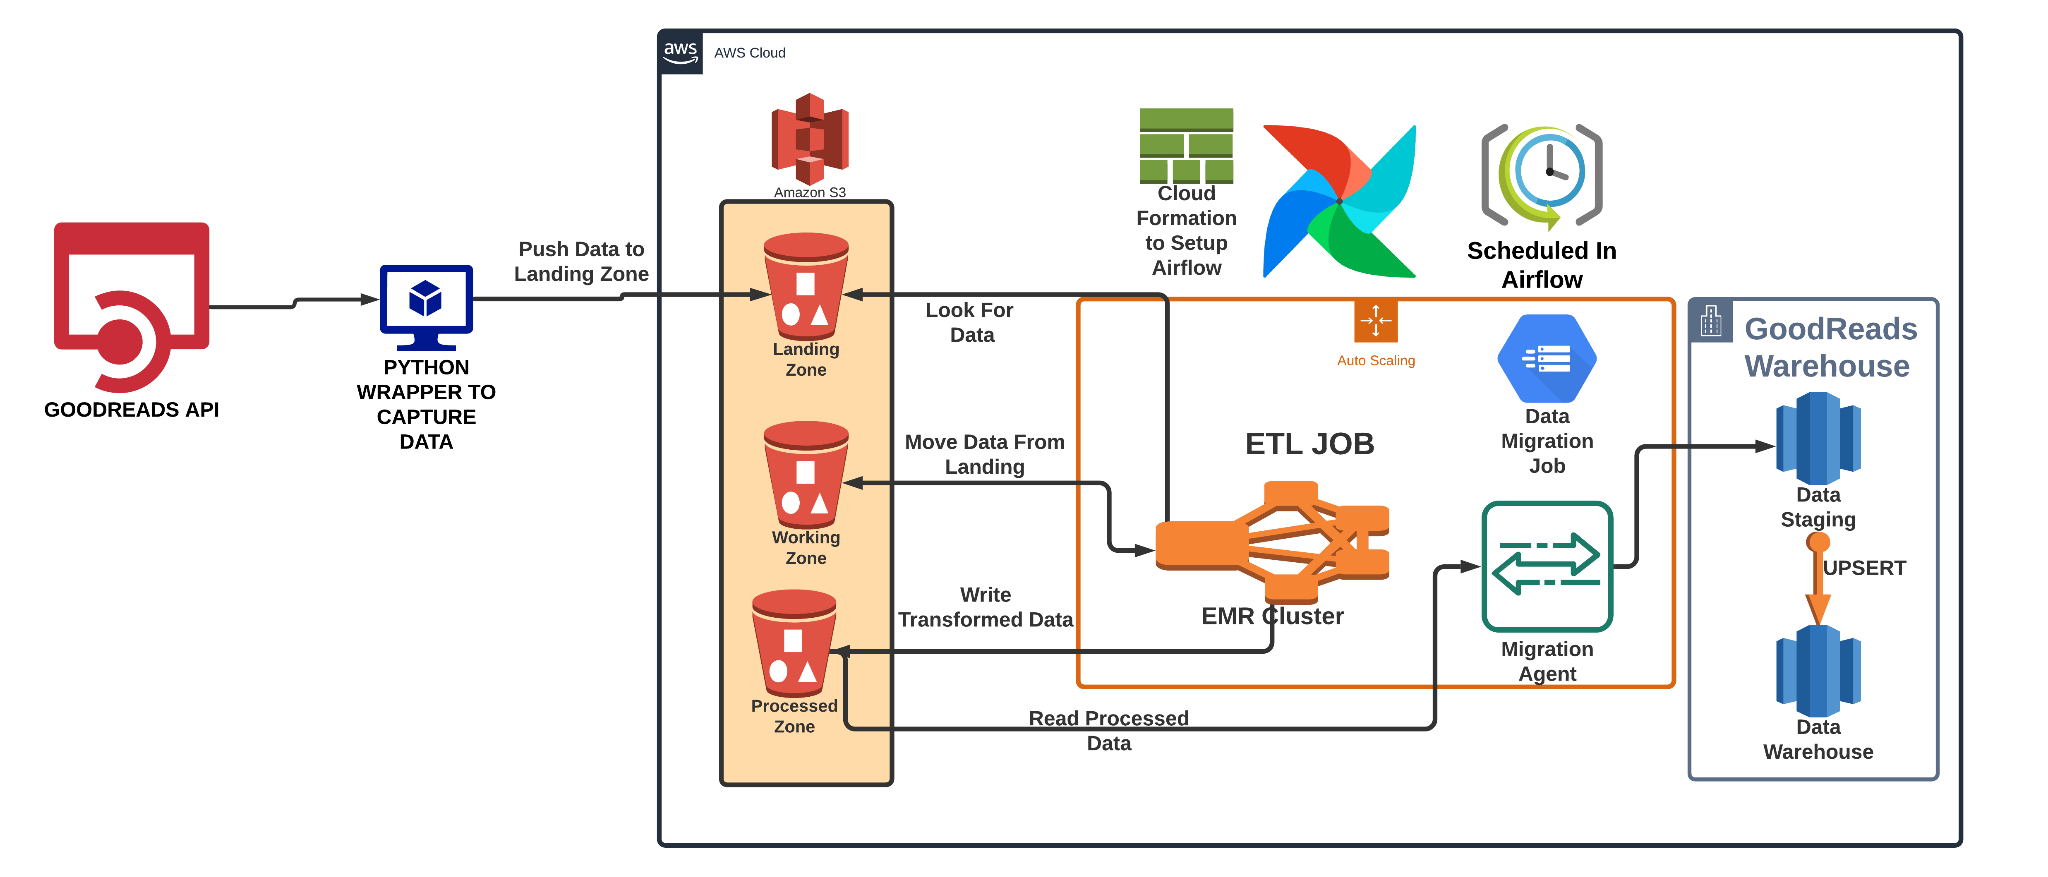 aws
AWS Cloud
Amazon S3
GOODREADS API
PYTHON
WRAPPER TO
CAPTURE
DATA
Push Data to
Landing Zone
Landing
Zone
Working
Zone
Processed
Zone
Look For
Data
Move Data From
Landing
Write
Transformed Data
Read Processed
Data
Cloud
Formation
to Setup
Airflow
Scheduled In
Airflow
Auto Scaling
ETL JOB
EMR Cluster
Data
Migration
Job
Migration
Agent
GoodReads
Warehouse
Data
Staging
UPSERT
Data
Warehouse